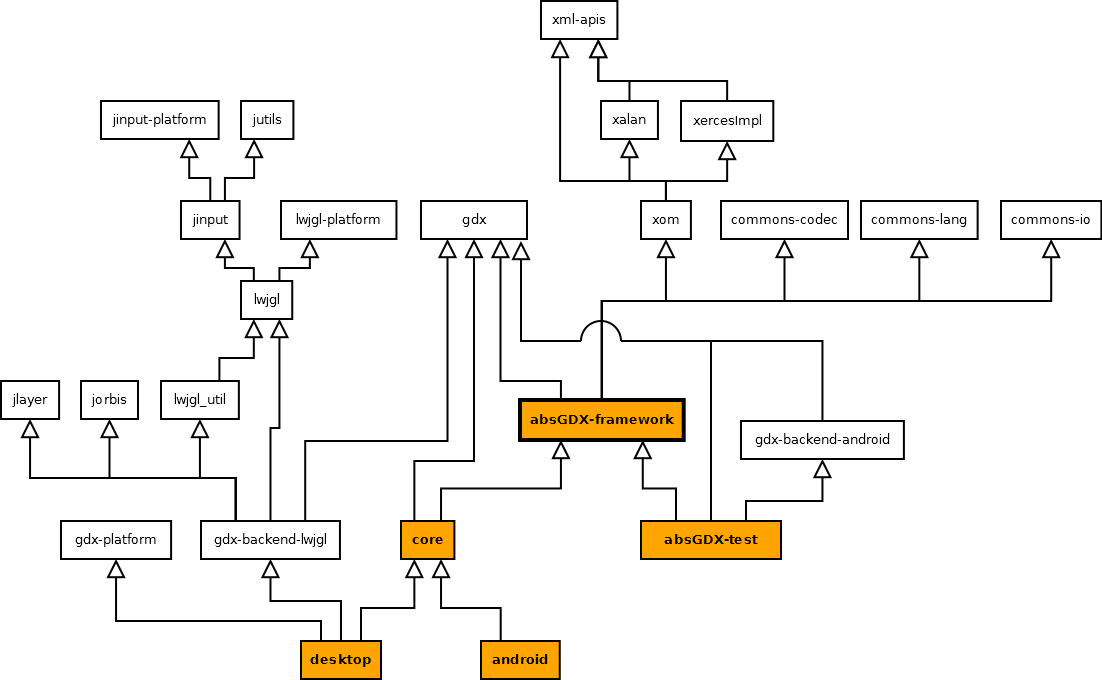 xml-apis
jinput-platform
jutils
xalan
xercesImpl
jinput
lwjgl-platform
gdx
xom
commons-codec
commons-lang
commons-io
lwjgl
jlayer
jorbis
lwjgl_util
absGDX-framework
gdx-backend-android
gdx-platform
gdx-backend-lwjgl
core
absGDX-test
desktop
android